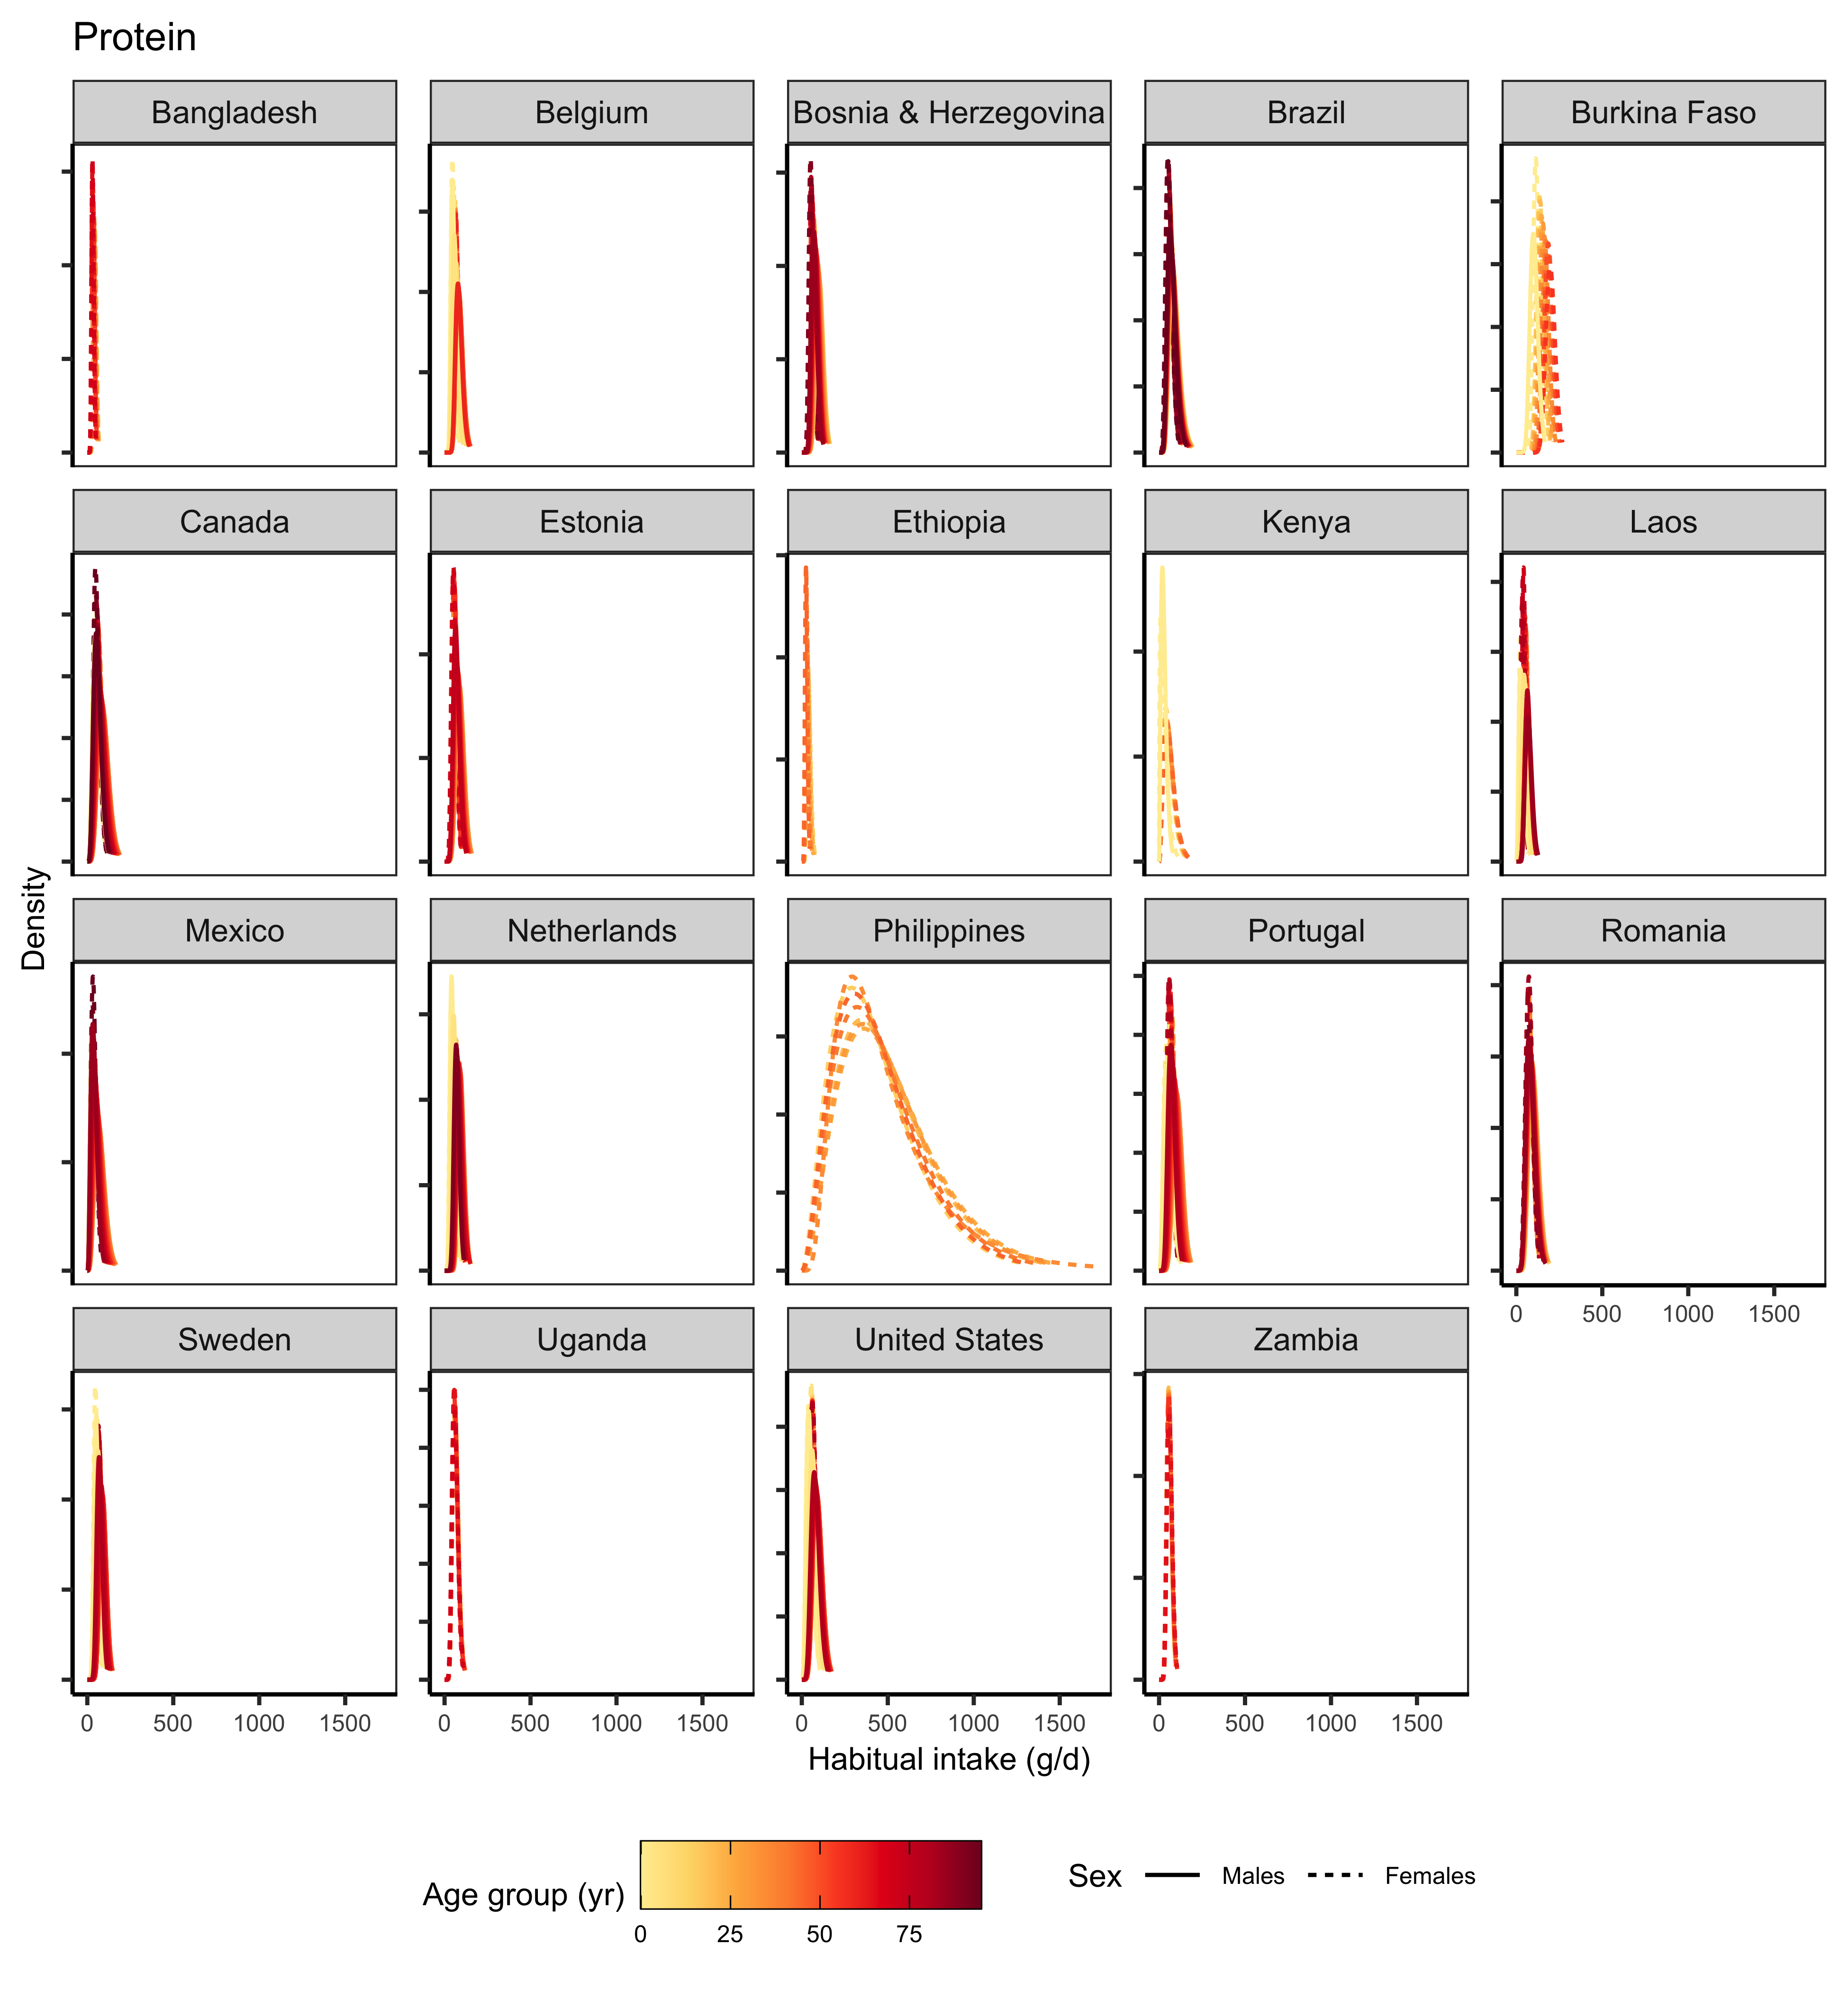 Protein
Bangladesh
Belgium
Bosnia & Herzegovina
Brazil
Burkina Faso
Canada
Estonia
Ethiopia
Kenya
Laos
Density
Mexico
Netherlands
Philippines
Portugal
Romania
0 500 1000 1500
Sweden
Uganda
United States
Zambia
0 500 1000 1500
0 500 1000 1500
0 500 1000 1500
0 500 1000 1500
Habitual intake (g/d)
Age group (yr)
0 25 50 75
Sex Males Females